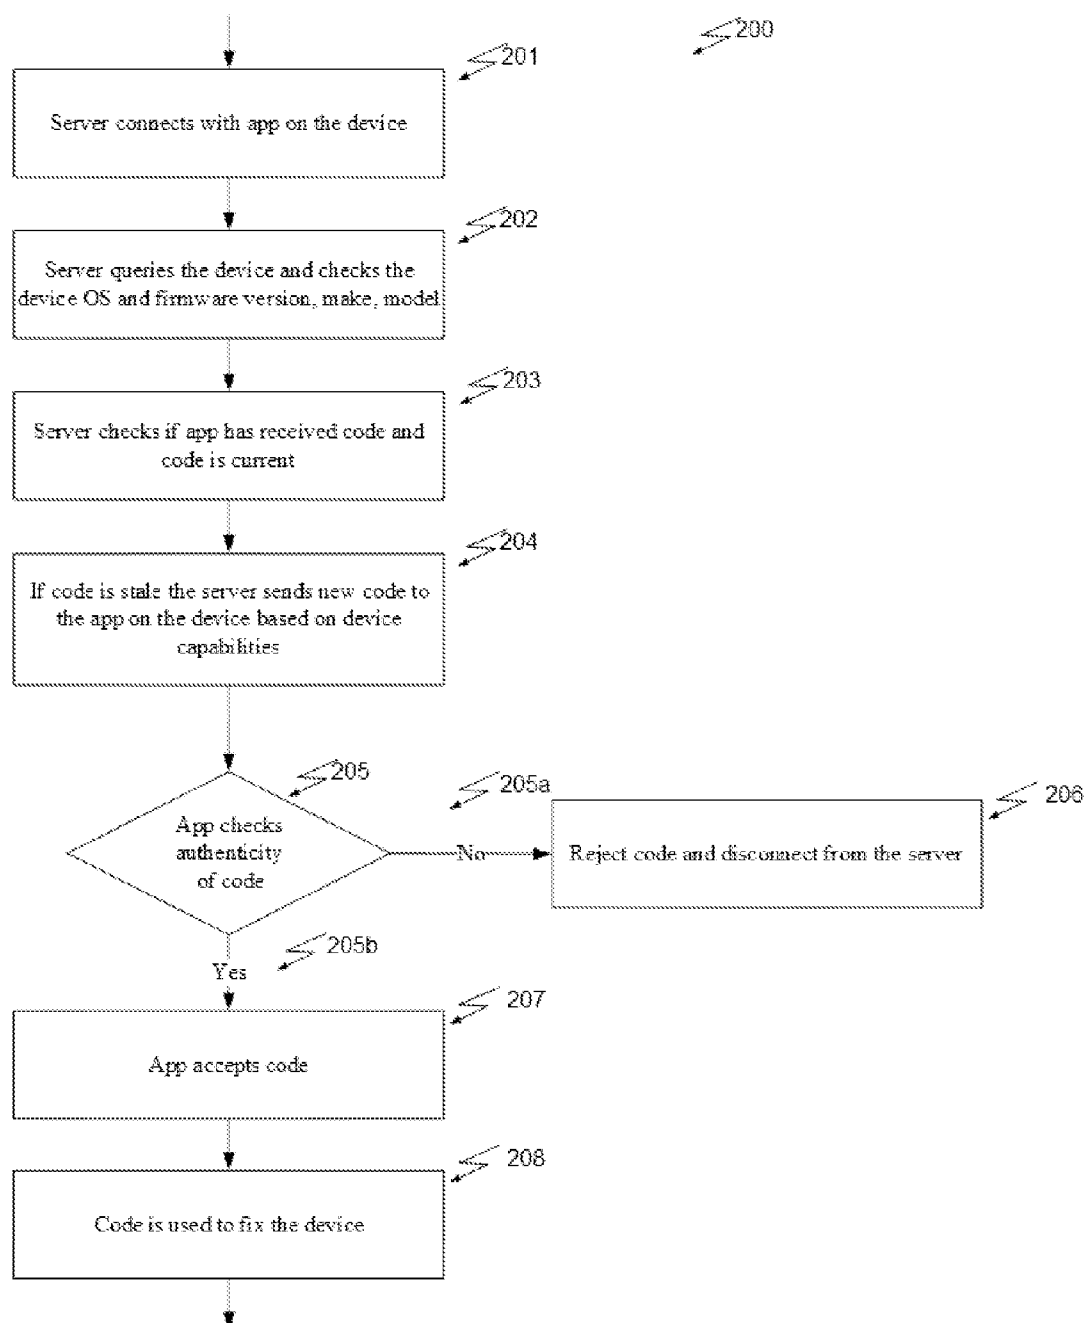 200
201
Server connects with app on the device
202
Server queries the device and checks the
device OS and firmware version, make, model
203
Server checks if app has received code and
code is current
204
If code is stale the server sends new code to
the app on the device based on device
capabilities
205
App checks
authenticity
of code
205a
No
206
Reject code and disconnect from the server
205b
Yes
207
App accepts code
208
Code is used to fix the device